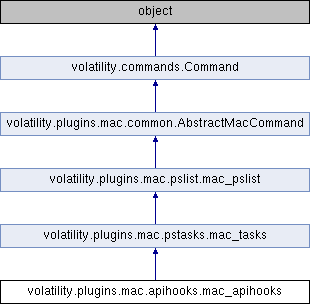 object
volatility.commands.Command
volatility.plugins.mac.common.AbstractMacCommand
volatility.plugins.mac.pslist.mac_pslist
volatility.plugins.mac.pstasks.mac_tasks
volatility.plugins.mac.apihooks.mac_apihooks